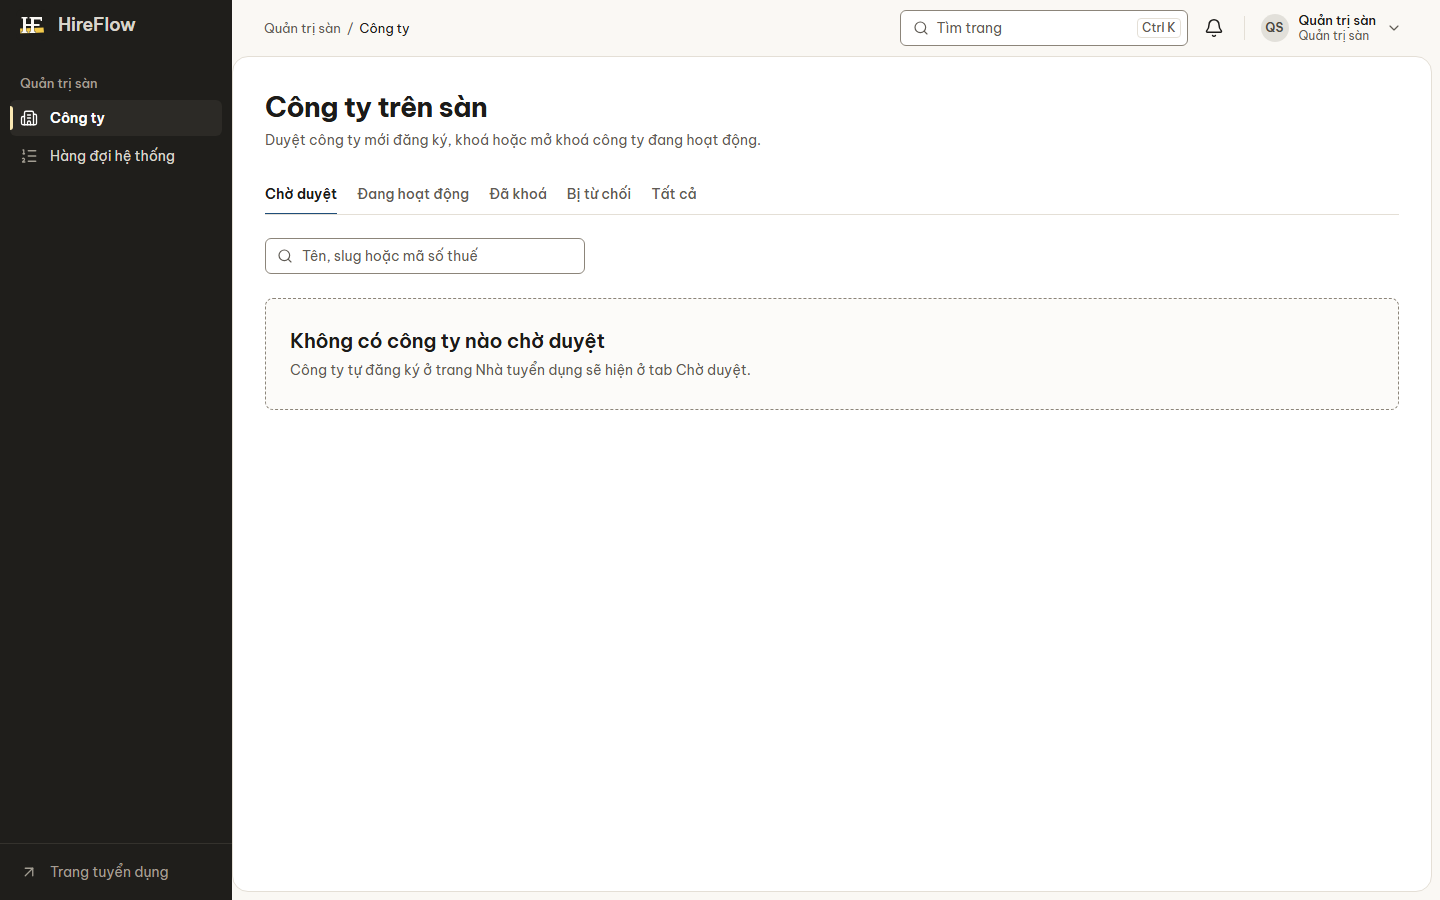 HireFlow
Quản trị sàn
Công ty
Hàng đợi hệ thống
Trang tuyển dụng
Quản trị sàn / Công ty
Tìm trang
Ctrl K
QS
Quản trị sàn
Quản trị sàn
Công ty trên sàn
Duyệt công ty mới đăng ký, khoá hoặc mở khoá công ty đang hoạt động.
Chờ duyệt
Đang hoạt động
Đã khoá
Bị từ chối
Tất cả
Tên, slug hoặc mã số thuế
Không có công ty nào chờ duyệt
Công ty tự đăng ký ở trang Nhà tuyển dụng sẽ hiện ở tab Chờ duyệt.